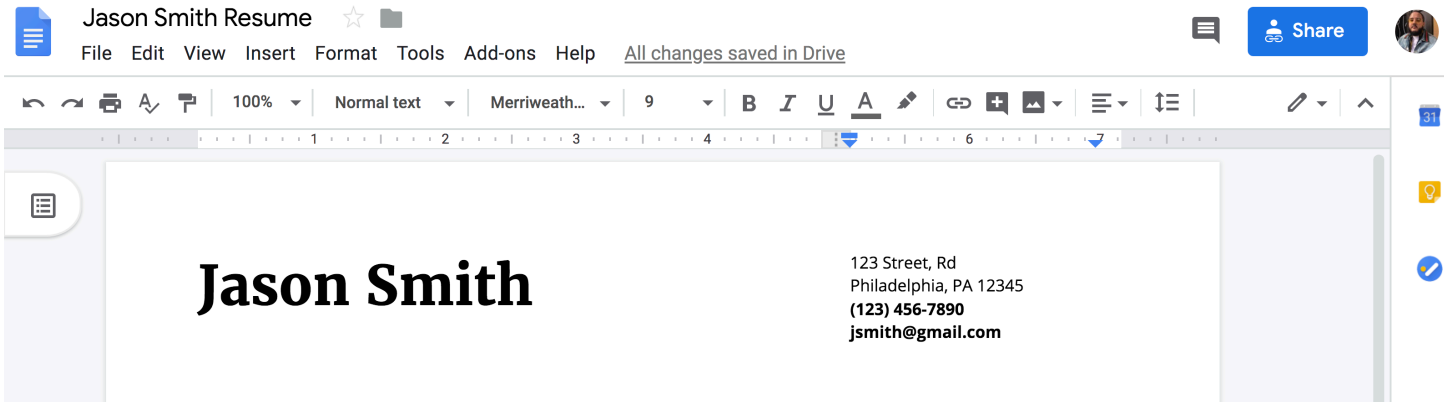 Jason Smith Resume
File Edit View Insert Format Tools Add-ons Help All changes saved in Drive
Share
100% Normal text Merriweath... 9 B I U A
1 2 3 4 6 7
31
Jason Smith
123 Street, Rd
Philadelphia, PA 12345
(123) 456-7890
jsmith@gmail.com